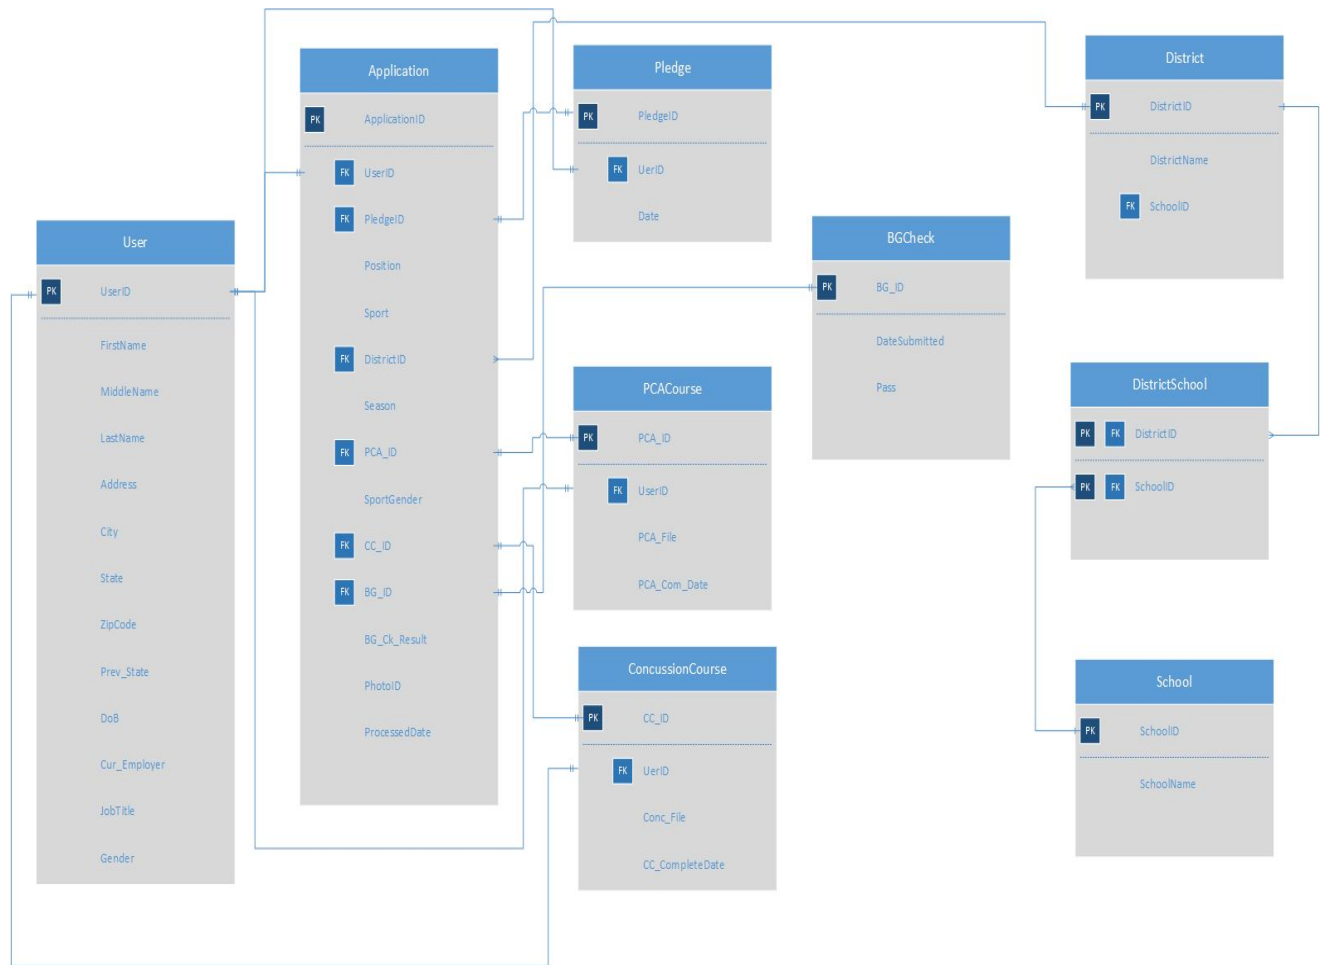 User
PK UserID
FirstName
MiddleName
LastName
Address
City
State
ZipCode
Prev_State
DoB
Cur_Employer
JobTitle
Gender
Application
PK ApplicationID
FK UserID
FK PledgeID
Position
Sport
FK DistrictID
Season
FK PCA_ID
SportGender
FK CC_ID
FK BG_ID
BG_Ck_Result
PhotoID
ProcessedDate
Pledge
PK PledgeID
FK UerID
Date
PCACourse
PK PCA_ID
FK UserID
PCA_File
PCA_Com_Date
ConcussionCourse
PK CC_ID
FK UerID
Conc_File
CC_CompleteDate
BGCheck
PK BG_ID
DateSubmitted
Pass
District
PK DistrictID
DistrictName
FK SchoolID
DistrictSchool
PK FK DistrictID
PK FK SchoolID
School
PK SchoolID
SchoolName